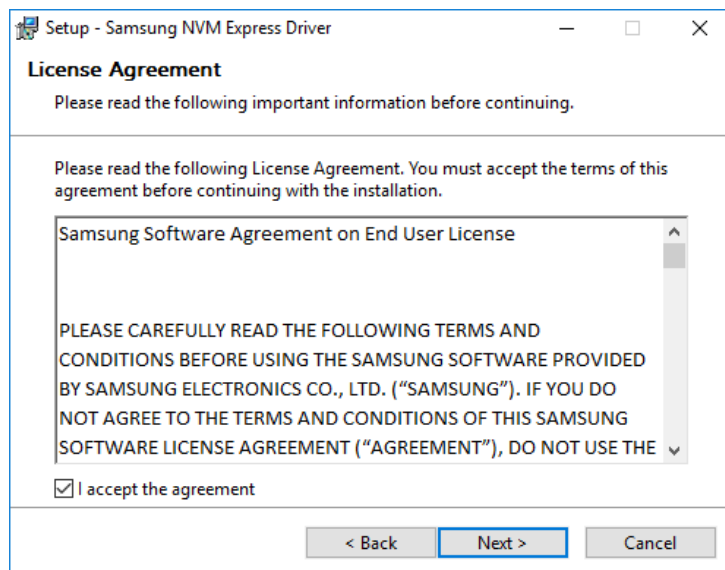 Setup - Samsung NVM Express Driver
License Agreement
Please read the following important information before continuing.
Please read the following License Agreement. You must accept the terms of this
agreement before continuing with the installation.
Samsung Software Agreement on End User License
PLEASE CAREFULLY READ THE FOLLOWING TERMS AND
CONDITIONS BEFORE USING THE SAMSUNG SOFTWARE PROVIDED
BY SAMSUNG ELECTRONICS CO., LTD. (“SAMSUNG”). IF YOU DO
NOT AGREE TO THE TERMS AND CONDITIONS OF THIS SAMSUNG
SOFTWARE LICENSE AGREEMENT (“AGREEMENT”), DO NOT USE THE
I accept the agreement
< Back Next > Cancel